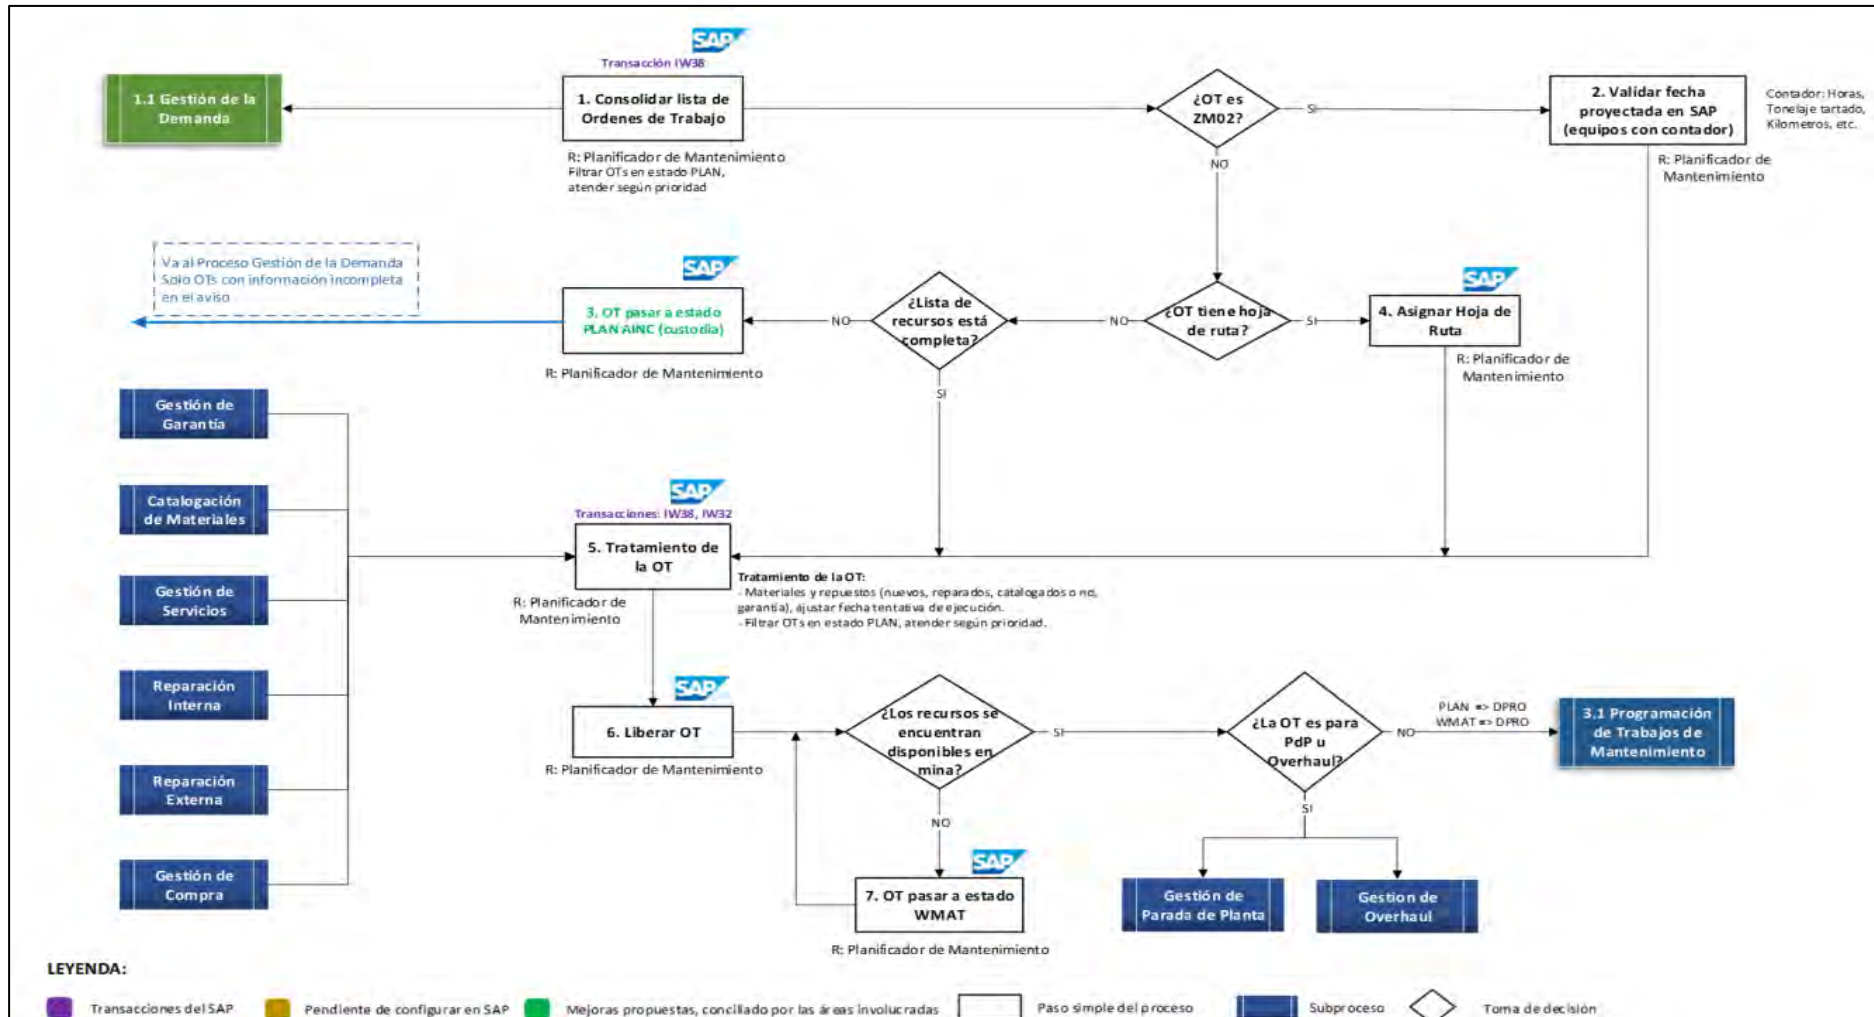 SAP
Transacción IW38
1.1 Gestión de la
Demanda
1. Consolidar lista de
Ordenes de Trabajo
R: Planificador de Mantenimiento
Filtrar OTs en estado PLAN,
atender según prioridad
¿OT es
ZM02?
SI
NO
2. Validar fecha
proyectada en SAP
(equipos con contador)
Contador: Horas,
Tonelaje tartado,
Kilometros, etc.
R: Planificador de
Mantenimiento
Va al Proceso Gestión de la Demanda
Solo OTs con información incompleta
en el aviso
SAP
3. OT pasar a estado
PLAN AINC (custodia)
R: Planificador de Mantenimiento
NO
¿Lista de
recursos está
completa?
SI
NO
¿OT tiene hoja
de ruta?
SI
SAP
4. Asignar Hoja de
Ruta
R: Planificador de
Mantenimiento
Gestión de
Garantía
Catalogación
de Materiales
Gestión de
Servicios
Reparación
Interna
Reparación
Externa
Gestión de
Compra
SAP
Transacciones: IW38, IW32
5. Tratamiento de
la OT
R: Planificador de
Mantenimiento
Tratamiento de la OT:
- Materiales y repuestos (nuevos, reparados, catalogados o no,
garantía), ajustar fecha tentativa de ejecución.
- Filtrar OTs en estado PLAN, atender según prioridad.
SAP
6. Liberar OT
R: Planificador de Mantenimiento
¿Los recursos se
encuentran
disponibles en
mina?
SI
NO
SAP
7. OT pasar a estado
WMAT
R: Planificador de Mantenimiento
¿La OT es para
PdP u
Overhaul?
NO
SI
PLAN => DPRO
WMAT => DPRO
3.1 Programación
de Trabajos de
Mantenimiento
Gestión de
Parada de Planta
Gestion de
Overhaul
LEYENDA:
Transacciones del SAP
Pendiente de configurar en SAP
Mejoras propuestas, conciliado por las áreas involucradas
Paso simple del proceso
Subproceso
Toma de decisión